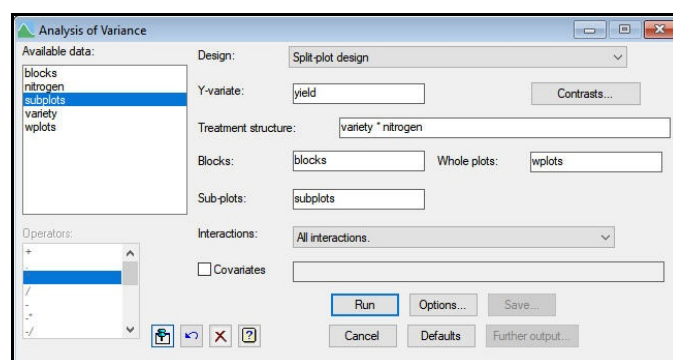 Analysis of Variance
Available data:
blocks
nitrogen
subplots
variety
wplots
Design: Split-plot design
Y-variate: yield Contrasts...
Treatment structure: variety * nitrogen
Blocks: blocks Whole plots: wplots
Sub-plots: subplots
Operators:
+
.
/
-
-*
-/
Interactions: All interactions.
Covariates
Run Options... Save...
Cancel Defaults Further output...